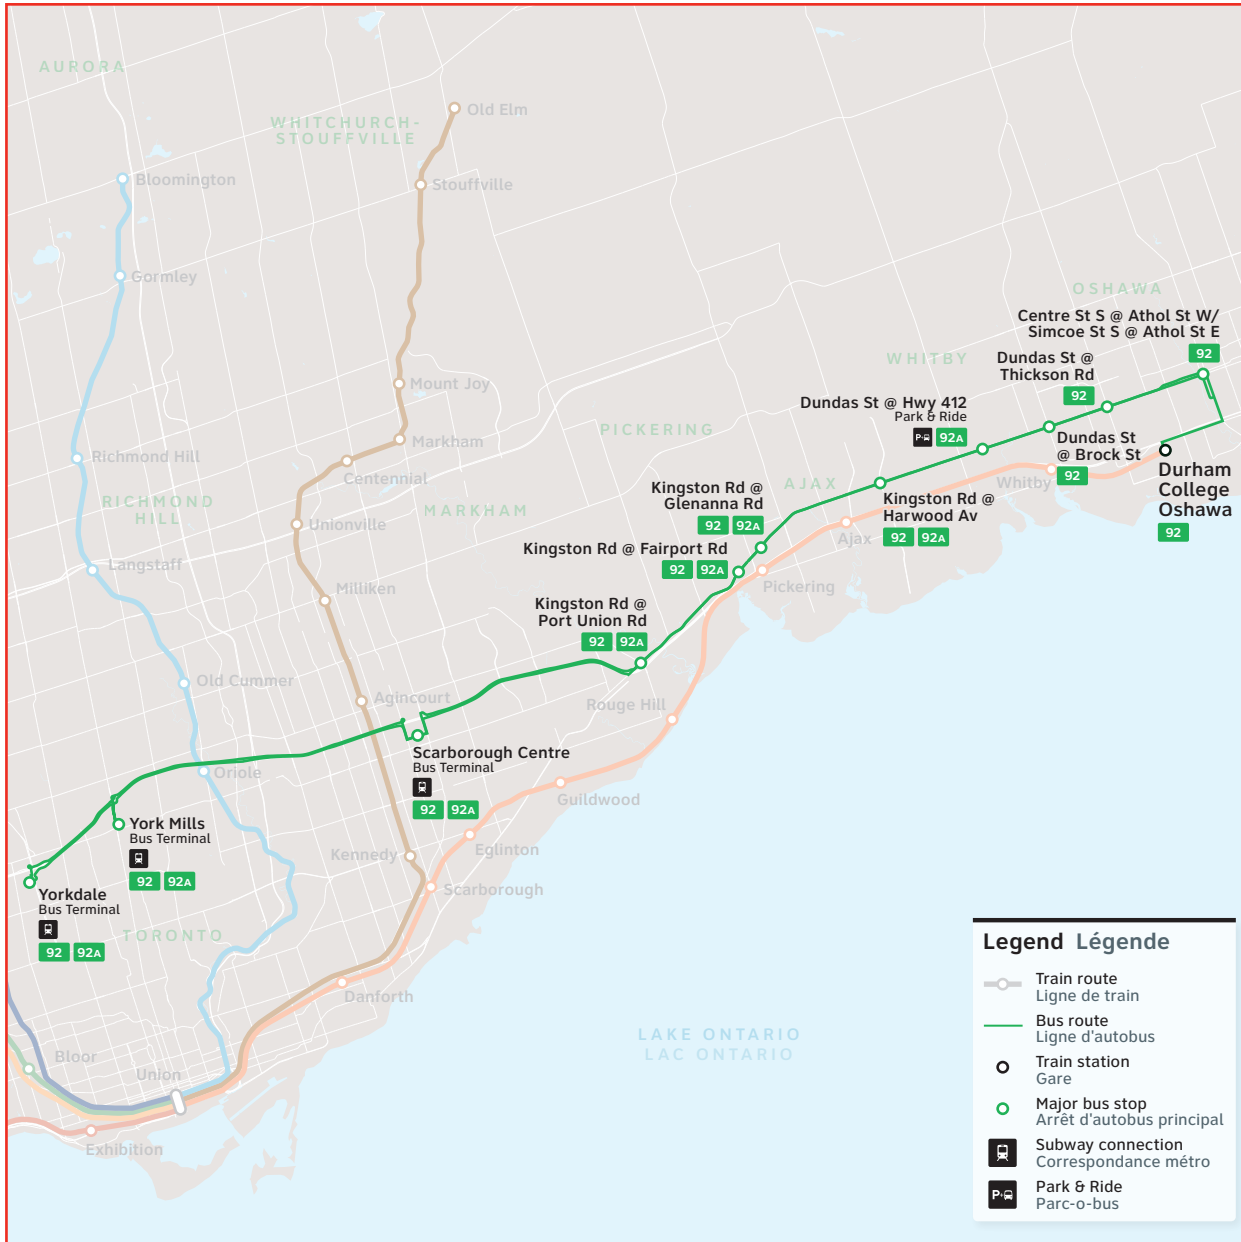 AURORA
WHITCHURCH-
STOUFFVILLE
Old Elm
Bloomington
Stouffville
Gormley
OSHAWA
Centre St S @ Athol St W/
Simcoe St S @ Athol St E
92
WHITBY
Dundas St @
Thickson Rd
92
Mount Joy
Dundas St @ Hwy 412
Park & Ride
P 92A
PICKERING
Markham
Dundas St
@ Brock St
92
Richmond Hill
Centennial
Whitby
Durham
College
Oshawa
92
RICHMOND
HILL
MARKHAM
Kingston Rd @
Glenanna Rd
92 92A
AJAX
Kingston Rd @
Harwood Av
92 92A
Unionville
Ajax
Kingston Rd @ Fairport Rd
92 92A
Langstaff
Milliken
Pickering
Kingston Rd @
Port Union Rd
92 92A
Old Cummer
Agincourt
Rouge Hill
Scarborough Centre
Bus Terminal
92 92A
Oriole
Guildwood
York Mills
Bus Terminal
92 92A
Kennedy
Eglinton
Scarborough
Yorkdale
Bus Terminal
92 92A
TORONTO
Danforth
LAKE ONTARIO
LAC ONTARIO
Bloor
Union
Exhibition
Legend Légende
Train route
Ligne de train
Bus route
Ligne d'autobus
Train station
Gare
Major bus stop
Arrêt d'autobus principal
Subway connection
Correspondance métro
P Park & Ride
Parc-o-bus